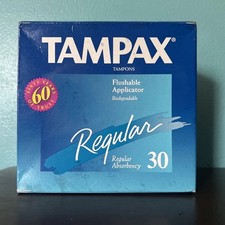 TAMPAX®
TAMPONS
Flushable
Applicator
Biodegradable
60
Regular
Regular
Absorbency
30